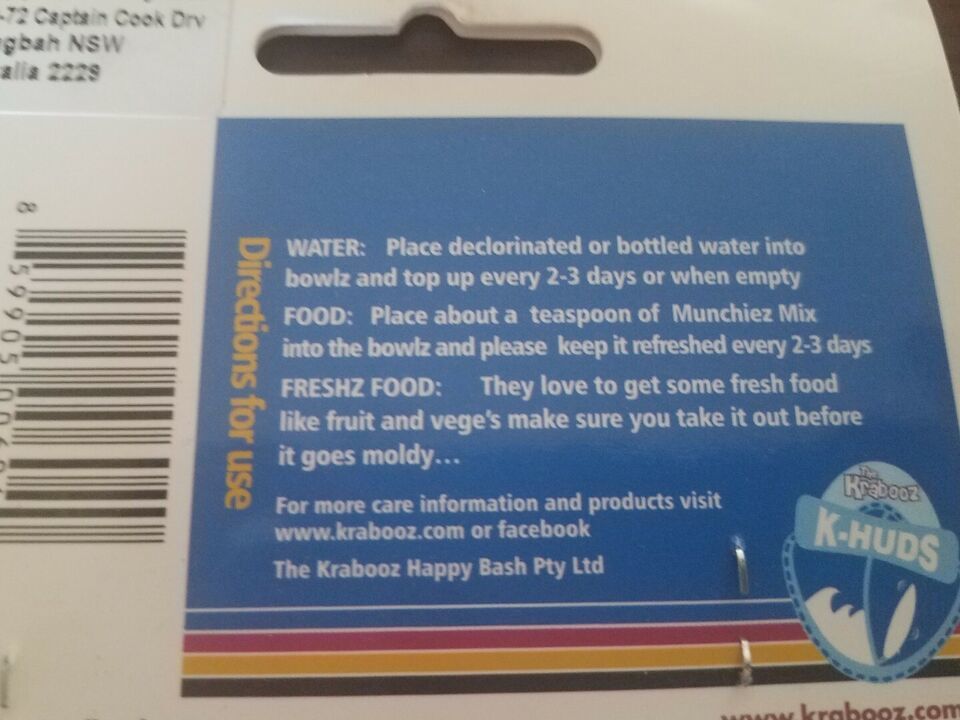 -72 Captain Cook Drv
gbah NSW
alia 2229
Directions for use
WATER: Place declorinated or bottled water into
bowlz and top up every 2-3 days or when empty
FOOD: Place about a teaspoon of Munchiez Mix
into the bowlz and please keep it refreshed every 2-3 days
FRESHZ FOOD: They love to get some fresh food
like fruit and vege's make sure you take it out before
it goes moldy...
For more care information and products visit
www.krabooz.com or facebook
The Krabooz Happy Bash Pty Ltd
The Krabooz
K-HUDS
www.krabooz.com